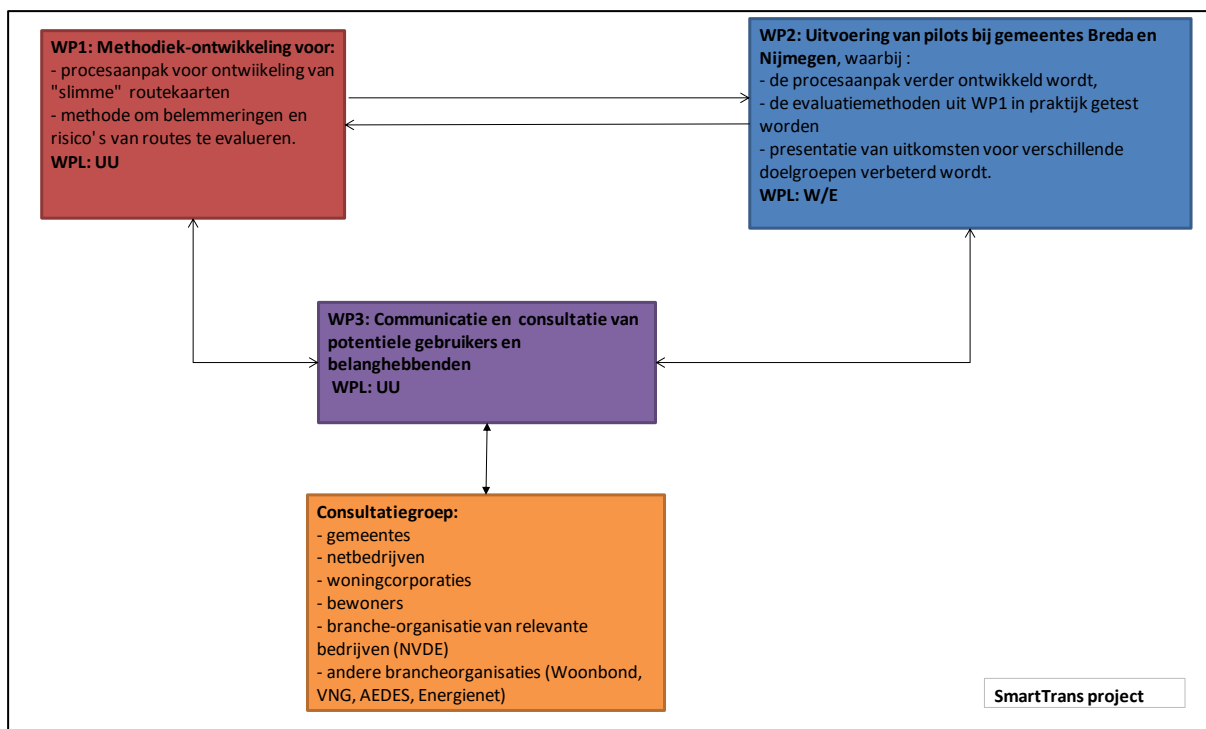 WP1: Methodiek-ontwikkeling voor:
- procesaanpak voor ontwiikeling van
"slimme" routekaarten
- methode om belemmeringen en
risico's van routes te evalueren.
WPL: UU
WP2: Uitvoering van pilots bij gemeentes Breda en
Nijmegen, waarbij :
- de procesaanpak verder ontwikkeld wordt,
- de evaluatiemethoden uit WP1 in praktijk getest
worden
- presentatie van uitkomsten voor verschillende
doelgroepen verbeterd wordt.
WPL: W/E
WP3: Communicatie en consultatie van
potentiele gebruikers en
belanghebbenden
WPL: UU
Consultatiegroep:
- gemeentes
- netbedrijven
- woningcorporaties
- bewoners
- branche-organisatie van relevante
bedrijven (NVDE)
- andere brancheorganisaties (Woonbond,
VNG, AEDES, Energienet)
SmartTrans project